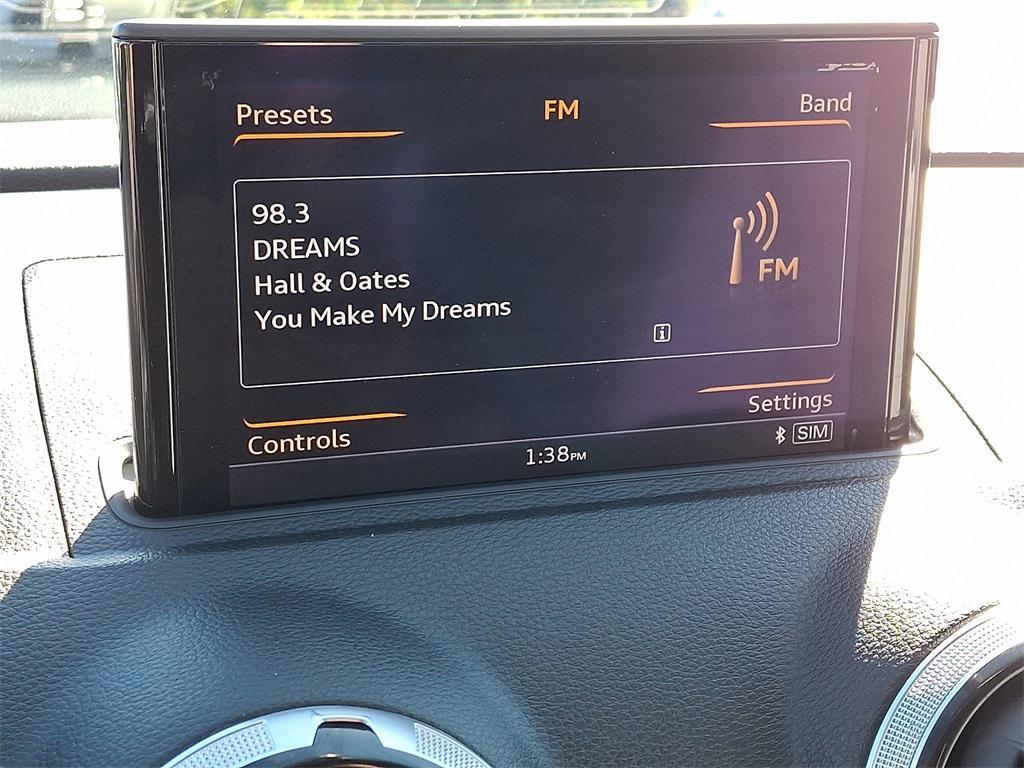 Presets FM Band
98.3
DREAMS
Hall & Oates
You Make My Dreams
FM
i
Controls Settings
1:38PM SIM